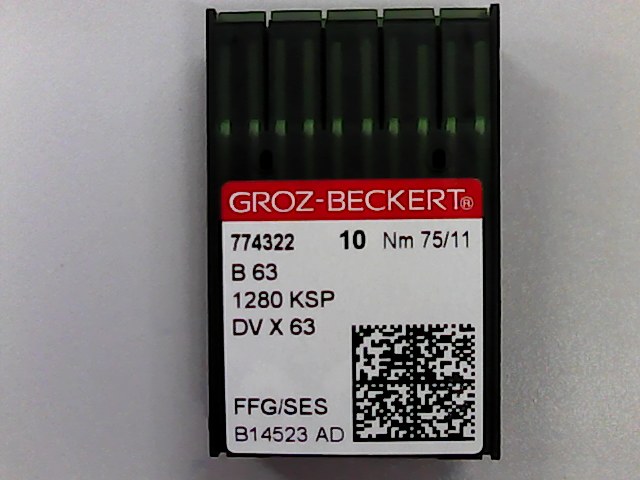 GROZ-BECKERT®
774322 10 Nm 75/11
B 63
1280 KSP
DV X 63
FFG/SES
B14523 AD